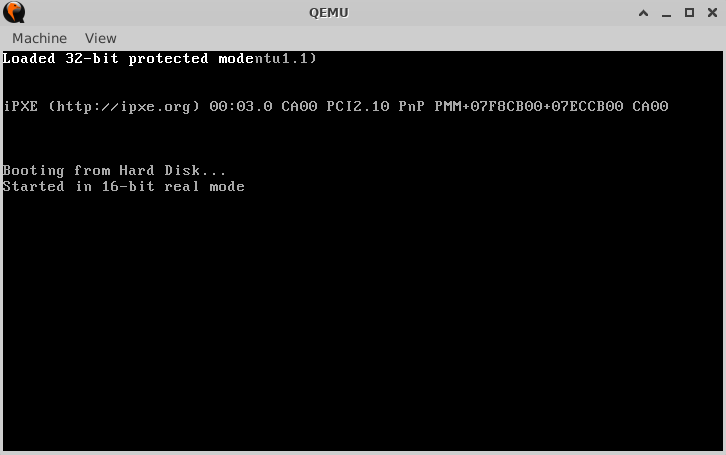 QEMU
Machine View
Loaded 32-bit protected modentu1.1)
iPXE (http://ipxe.org) 00:03.0 CA00 PCI2.10 PnP PMM+07F8CB00+07ECCB00 CA00
Booting from Hard Disk...
Started in 16-bit real mode